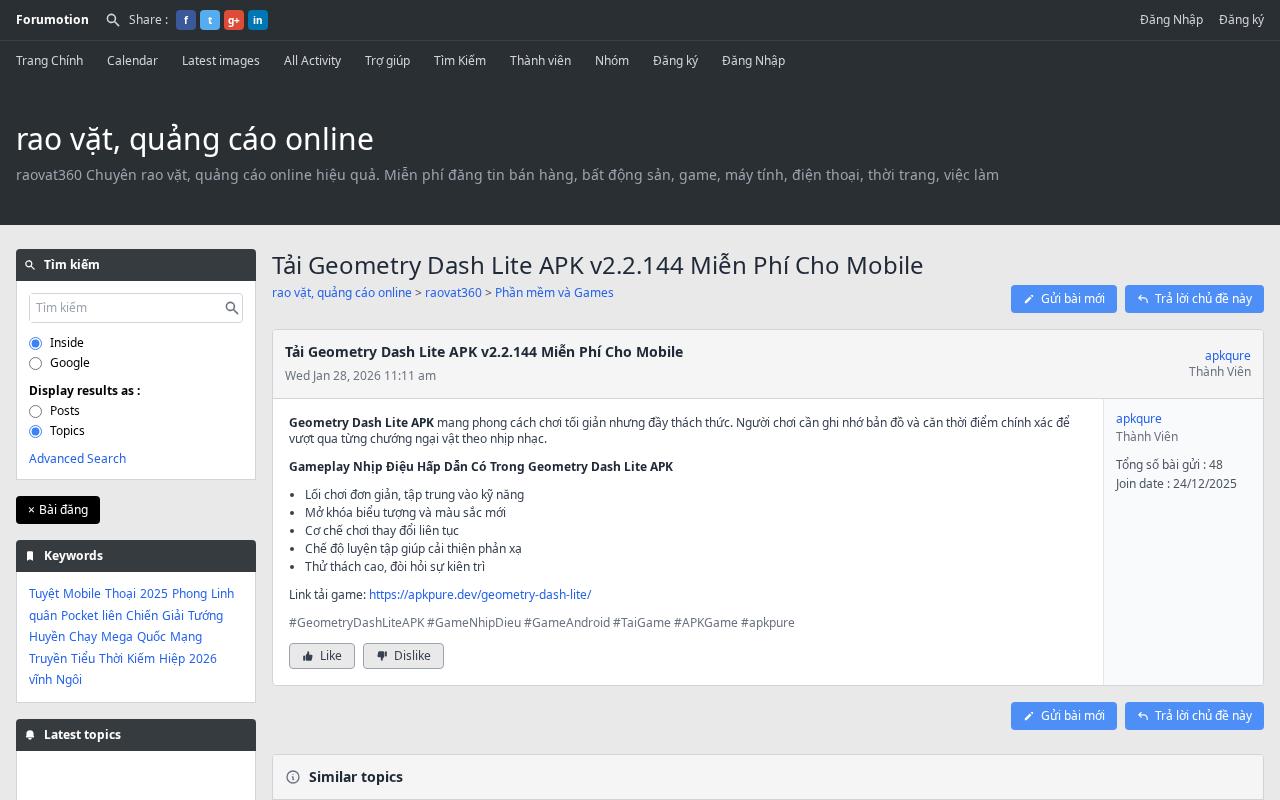 Forumotion
Share :
f
t
g+
in
Đăng Nhập
Đăng ký
Trang Chính
Calendar
Latest images
All Activity
Trợ giúp
Tìm Kiếm
Thành viên
Nhóm
Đăng ký
Đăng Nhập
rao vặt, quảng cáo online
raovat360 Chuyên rao vặt, quảng cáo online hiệu quả. Miễn phí đăng tin bán hàng, bất động sản, game, máy tính, điện thoại, thời trang, việc làm
Tìm kiếm
Tìm kiếm
Inside
Google
Display results as :
Posts
Topics
Advanced Search
× Bài đăng
Keywords
Tuyệt Mobile Thoại 2025 Phong Linh
quân Pocket liên Chiến Giải Tướng
Huyền Chạy Mega Quốc Mạng
Truyền Tiểu Thời Kiếm Hiệp 2026
vĩnh Ngôi
Latest topics
Tải Geometry Dash Lite APK v2.2.144 Miễn Phí Cho Mobile
rao vặt, quảng cáo online > raovat360 > Phần mềm và Games
Gửi bài mới
Trả lời chủ đề này
Tải Geometry Dash Lite APK v2.2.144 Miễn Phí Cho Mobile
Wed Jan 28, 2026 11:11 am
apkqure
Thành Viên
Geometry Dash Lite APK mang phong cách chơi tối giản nhưng đầy thách thức. Người chơi cần ghi nhớ bản đồ và căn thời điểm chính xác để
vượt qua từng chướng ngại vật theo nhịp nhạc.
Gameplay Nhịp Điệu Hấp Dẫn Có Trong Geometry Dash Lite APK
• Lối chơi đơn giản, tập trung vào kỹ năng
• Mở khóa biểu tượng và màu sắc mới
• Cơ chế chơi thay đổi liên tục
• Chế độ luyện tập giúp cải thiện phản xạ
• Thử thách cao, đòi hỏi sự kiên trì
Link tải game: https://apkpure.dev/geometry-dash-lite/
#GeometryDashLiteAPK #GameNhipDieu #GameAndroid #TaiGame #APKGame #apkpure
Like
Dislike
apkqure
Thành Viên
Tổng số bài gửi : 48
Join date : 24/12/2025
Gửi bài mới
Trả lời chủ đề này
Similar topics